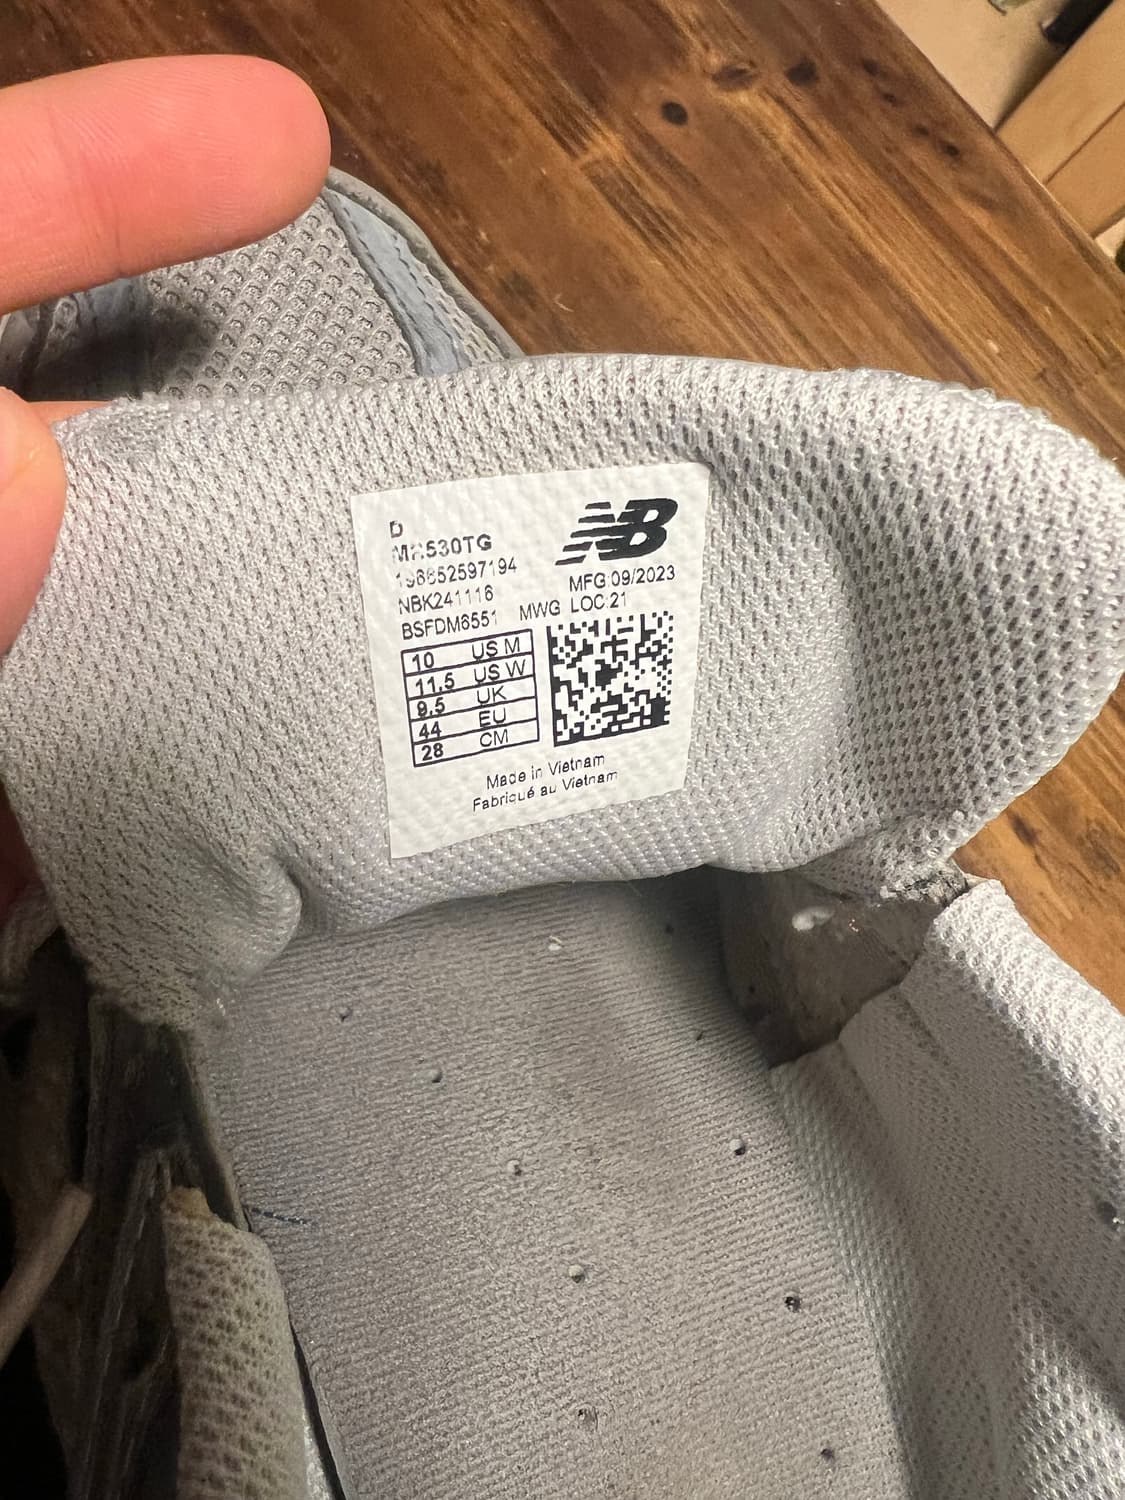 D
MR530TG
196652597194
NBK241116
BSFDM6551 MWG
NB
MFG:09/2023
LOC:21
10 US M
11.5 US W
9.5 UK
44 EU
28 CM
Made in Vietnam
Fabriqué au Vietnam